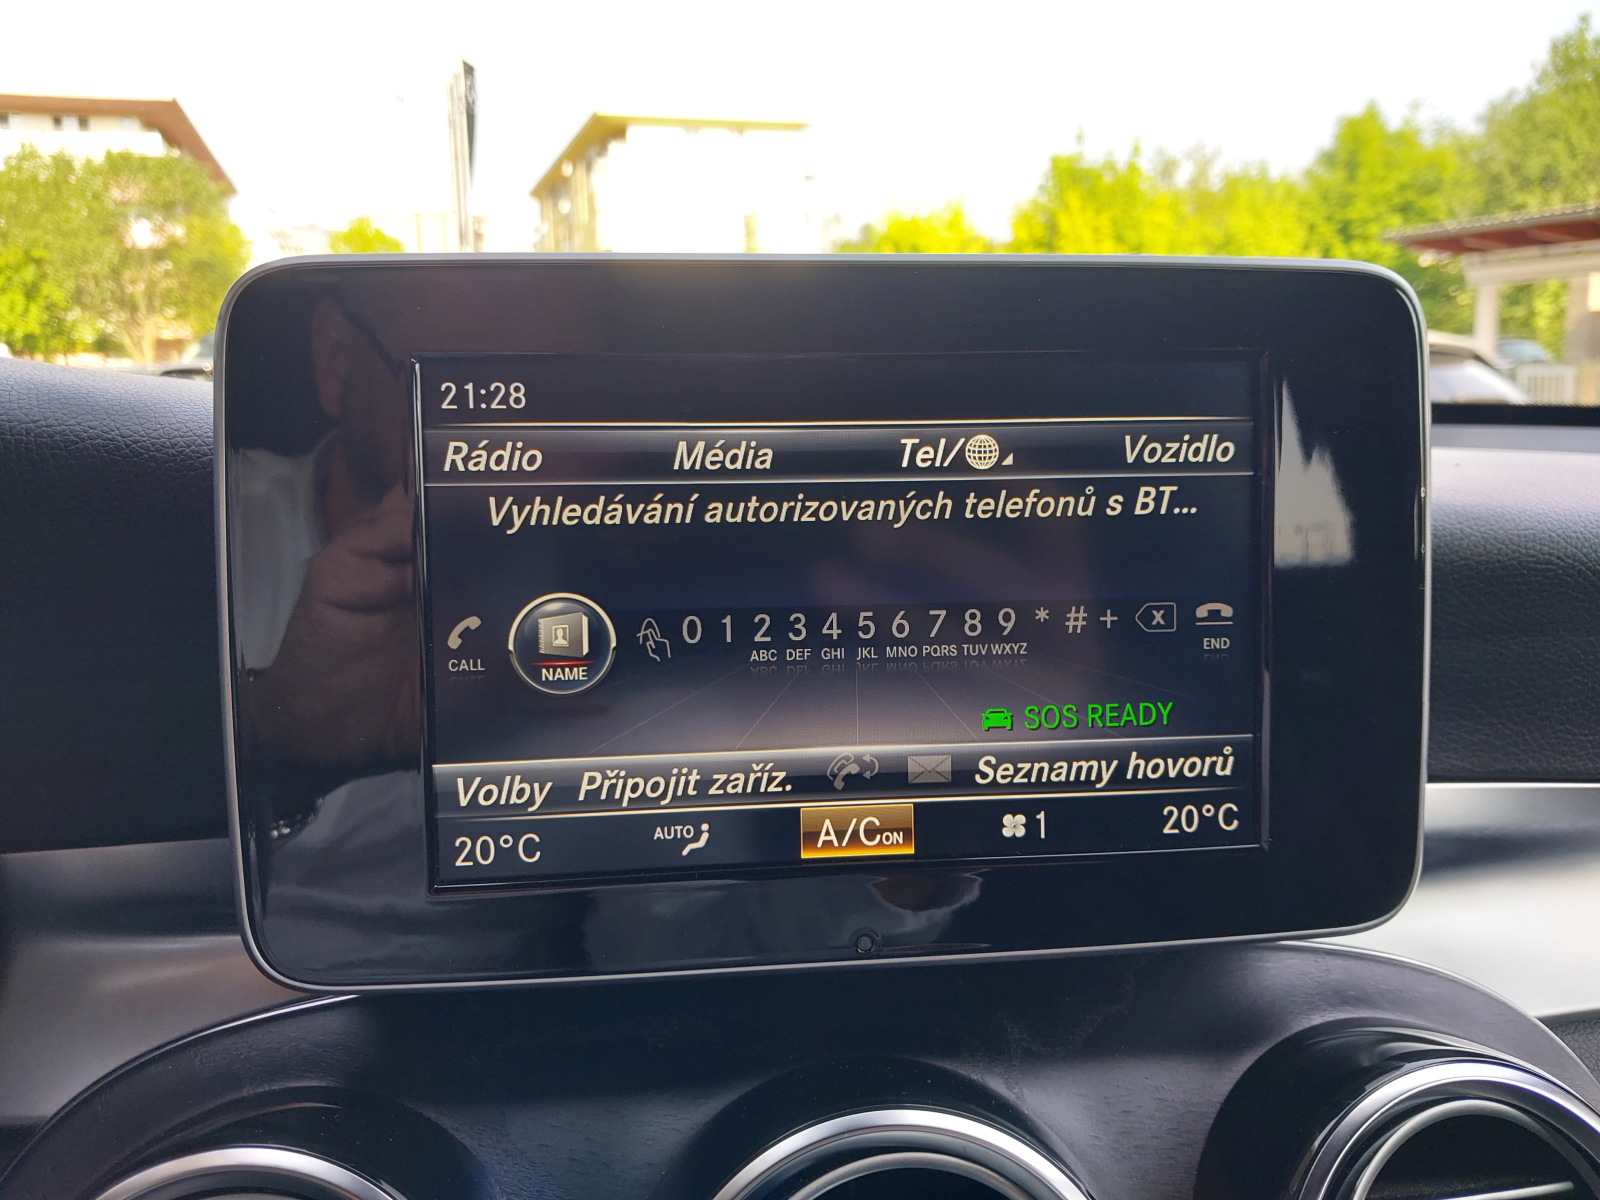 21:28
Rádio Média Tel/ Vozidlo
Vyhledávání autorizovaných telefonů s BT...
0 1 2 3 4 5 6 7 8 9 * # +
ABC DEF GHI JKL MNO PQRS TUV WXYZ
CALL NAME END
SOS READY
Volby Připojit zaříz. Seznamy hovorů
20°C AUTO A/C ON 1 20°C